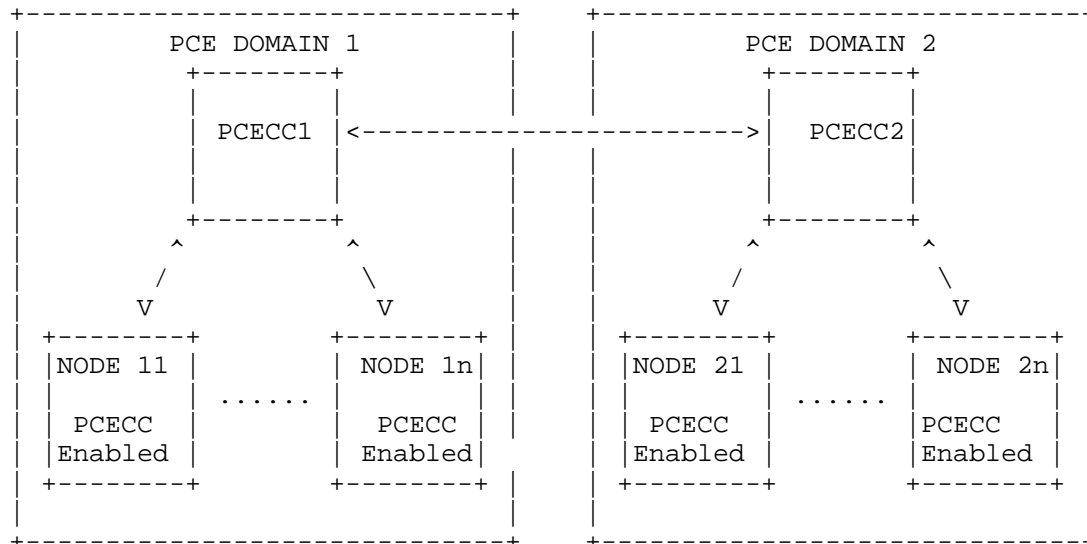 PCE DOMAIN 1 PCE DOMAIN 2
PCECC1 <-----------------------> PCECC2
^ ^ ^ ^
/ \ / \
V V V V
NODE 11 NODE 1n NODE 21 NODE 2n
...... ......
PCECC PCECC PCECC PCECC
Enabled Enabled Enabled Enabled